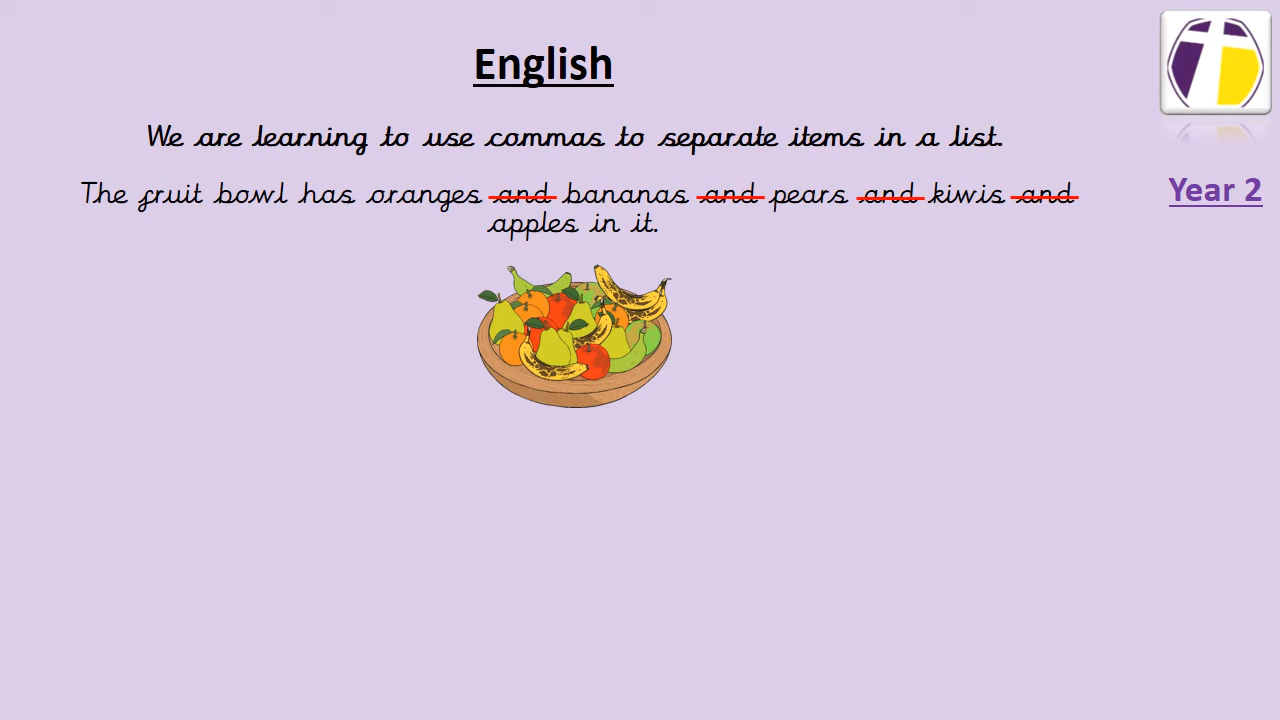 English
We are learning to use commas to separate items in a list.
The fruit bowl has oranges and bananas and pears and kiwis and
apples in it.
Year 2